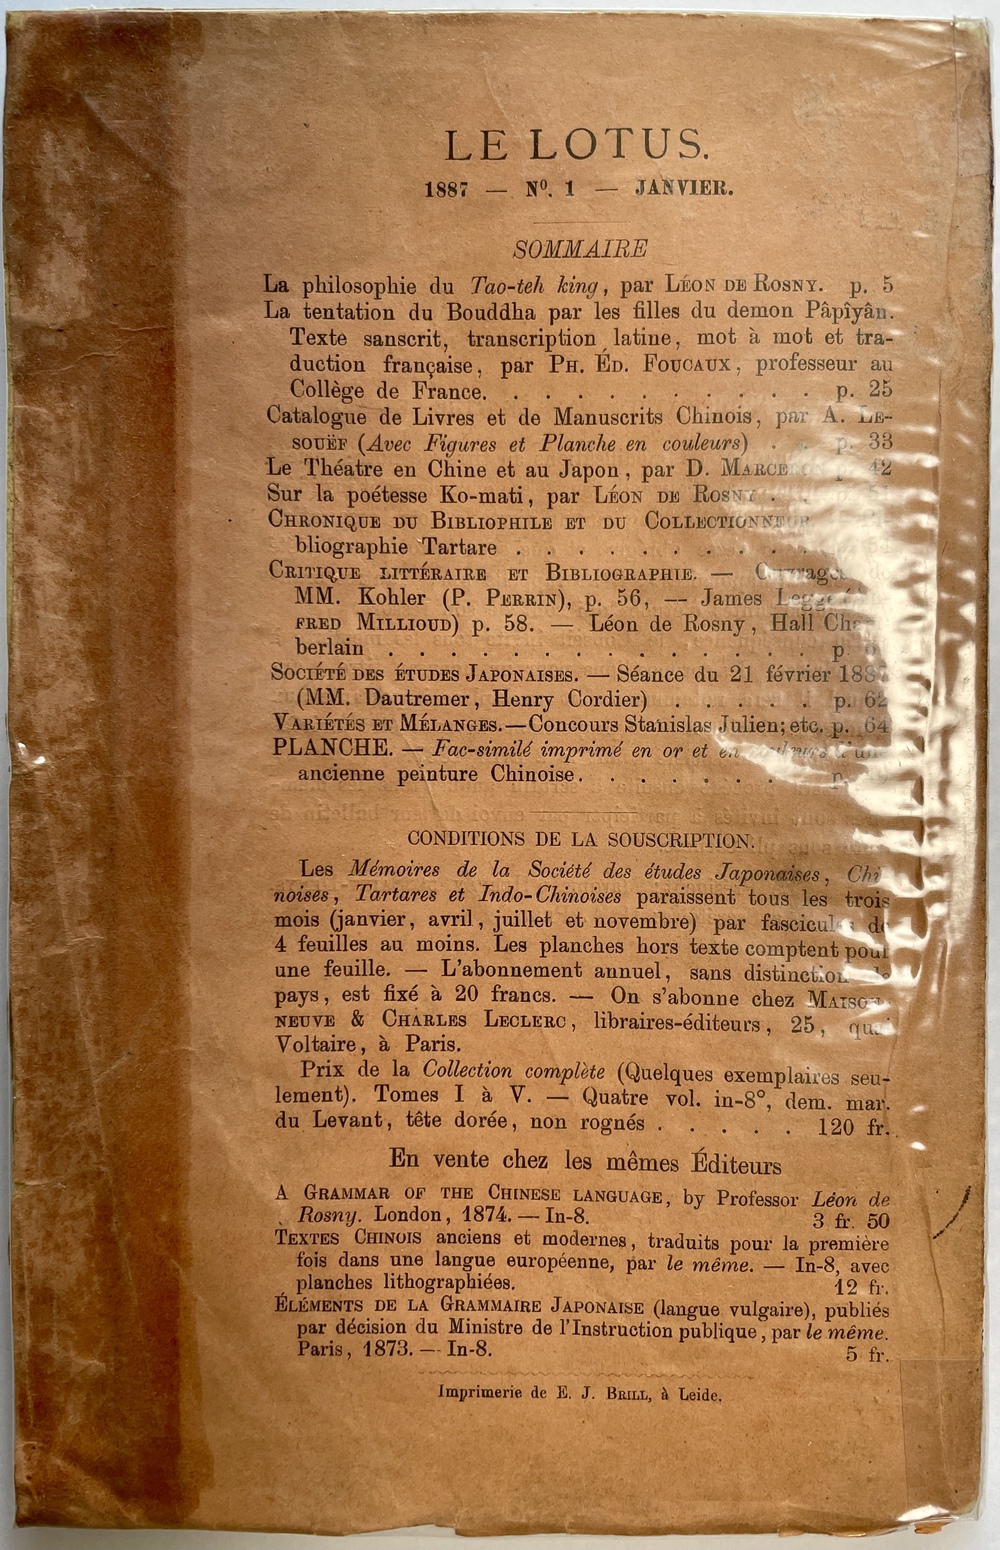 LE LOTUS.
1887 — Nº. 1 — JANVIER.
SOMMAIRE
La philosophie du Tao-teh king, par LÉON DE ROSNY. p. 5
La tentation du Bouddha par les filles du demon Pâpîyân.
Texte sanscrit, transcription latine, mot à mot et tra-
duction française, par PH. ÉD. FOUCAUX, professeur au
Collège de France. . . . . . . . . . . p. 25
Catalogue de Livres et de Manuscrits Chinois, par A. LE-
SOUËF (Avec Figures et Planche en couleurs) . . p. 33
Le Théatre en Chine et au Japon, par D. p. 42
Sur la poétesse Ko-mati, par LÉON DE ROSNY . .
CHRONIQUE DU BIBLIOPHILE ET DU COLLECTIONNEUR.
bliographie Tartare . . . . . . . . . .
CRITIQUE LITTÉRAIRE ET BIBLIOGRAPHIE. —
MM. Kohler (P. PERRIN), p. 56, — James
FRED MILLIOUD) p. 58. — Léon de Rosny, Hall
berlain . . . . . . . . . . . . p.
SOCIÉTÉ DES ÉTUDES JAPONAISES. — Séance du 21 février 1887
(MM. Dautremer, Henry Cordier) . . . . . p. 62
VARIÉTÉS ET MÉLANGES. — Concours Stanislas Julien; etc. p. 64
PLANCHE. — Fac-similé imprimé en or et en
ancienne peinture Chinoise. . . . . . . p.
CONDITIONS DE LA SOUSCRIPTION.
Les Mémoires de la Société des études Japonaises, Chi
noises, Tartares et Indo-Chinoises paraissent tous les trois
mois (janvier, avril, juillet et novembre) par fascicules de
4 feuilles au moins. Les planches hors texte comptent pour
une feuille. — L'abonnement annuel, sans distinction de
pays, est fixé à 20 francs. — On s'abonne chez MAISON-
NEUVE & CHARLES LECLERC, libraires-éditeurs, 25, quai
Voltaire, à Paris.
Prix de la Collection complète (Quelques exemplaires seu-
lement). Tomes I à V. — Quatre vol. in-8°, dem. mar.
du Levant, tête dorée, non rognés . . . . . 120 fr.
En vente chez les mêmes Éditeurs
A GRAMMAR OF THE CHINESE LANGUAGE, by Professor Léon de
Rosny. London, 1874. — In-8. 3 fr. 50
TEXTES CHINOIS anciens et modernes, traduits pour la première
fois dans une langue européenne, par le même. — In-8, avec
planches lithographiées. 12 fr.
ÉLÉMENTS DE LA GRAMMAIRE JAPONAISE (langue vulgaire), publiés
par décision du Ministre de l'Instruction publique, par le même.
Paris, 1873. — In-8. 5 fr.
Imprimerie de E. J. BRILL, à Leide.